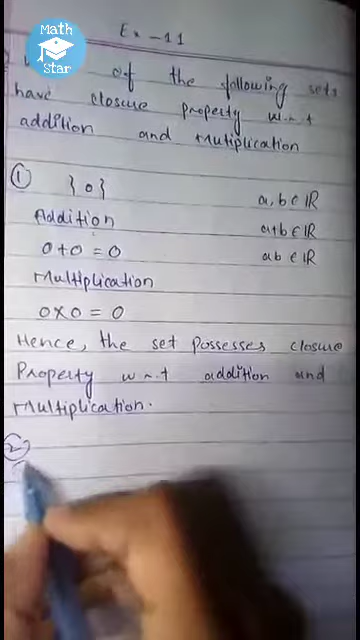 Math
Star
Ex -11
of the following sets
have closure property w.r.t
addition and Mutiplication
① {0}
a, b ∈ ℝ
Addition
a+b ∈ ℝ
0+0 = 0
ab ∈ ℝ
Multiplication
0×0 = 0
Hence, the set possesses closure
Property w.r.t addition and
Multiplication.
②